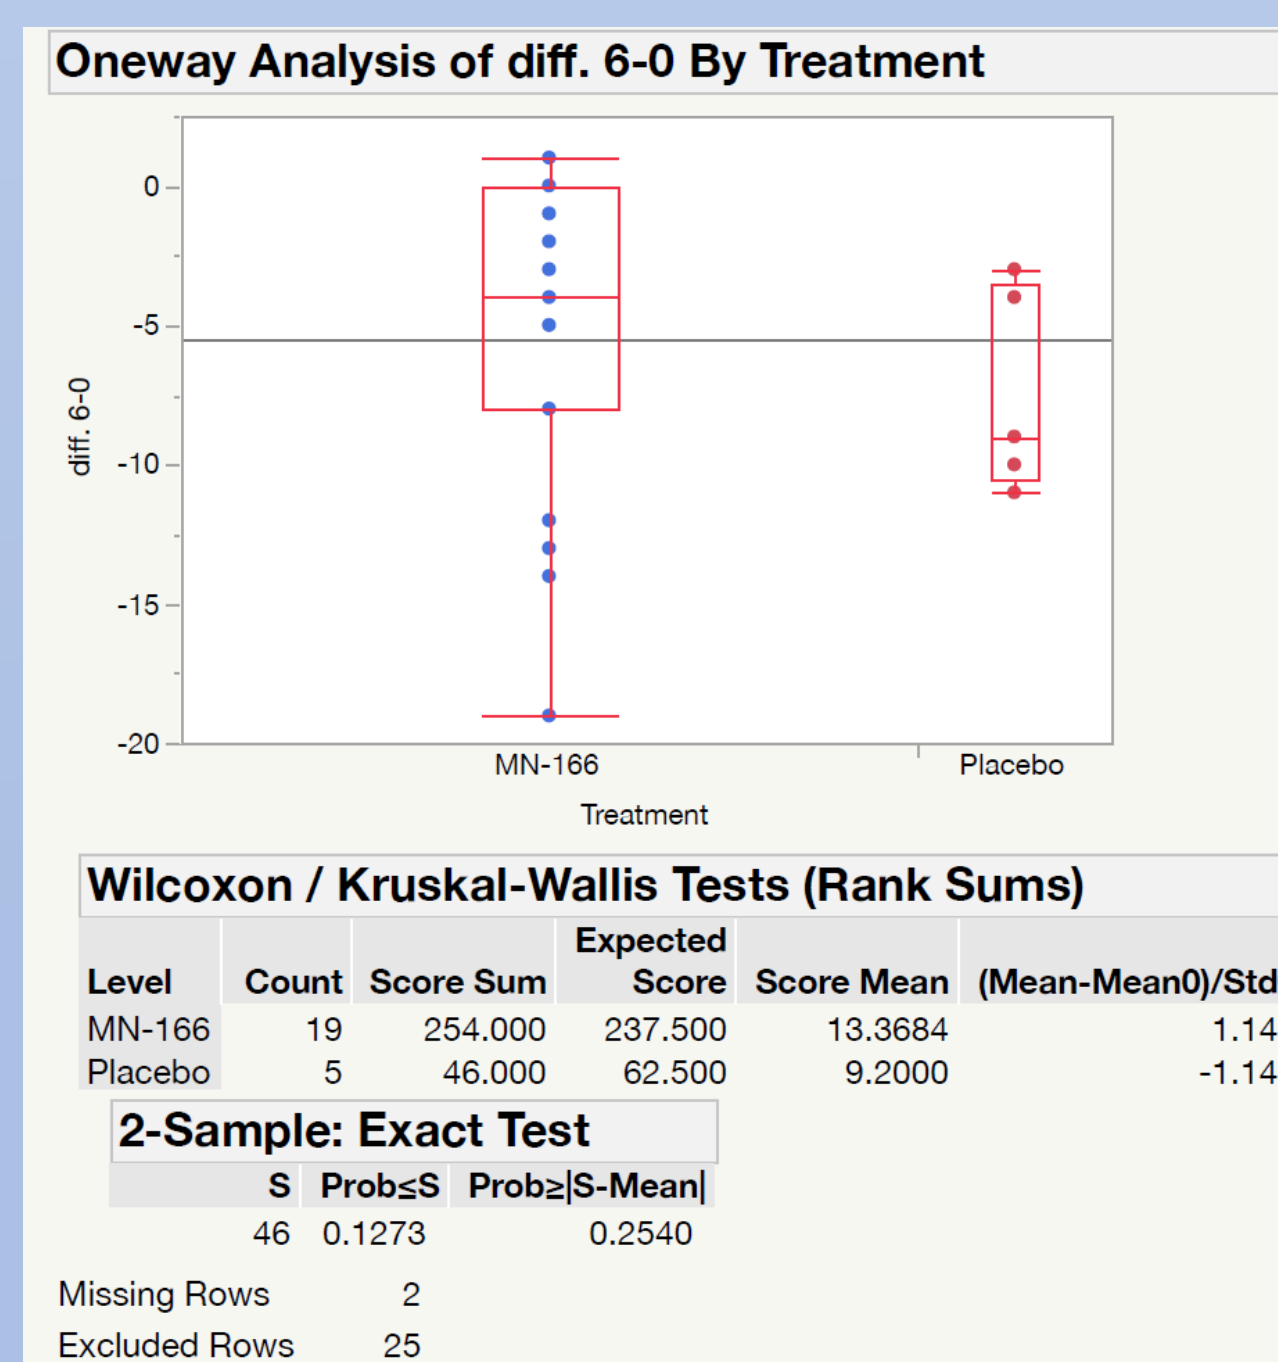 Oneway Analysis of diff. 6-0 By Treatment
0
-5
-10
-15
-20
diff. 6-0
MN-166 Placebo
Treatment
Wilcoxon / Kruskal-Wallis Tests (Rank Sums)
Expected
Level Count Score Sum Score Score Mean (Mean-Mean0)/Std
MN-166 19 254.000 237.500 13.3684 1.14
Placebo 5 46.000 62.500 9.2000 -1.14
2-Sample: Exact Test
S Prob≤S Prob≥|S-Mean|
46 0.1273 0.2540
Missing Rows 2
Excluded Rows 25